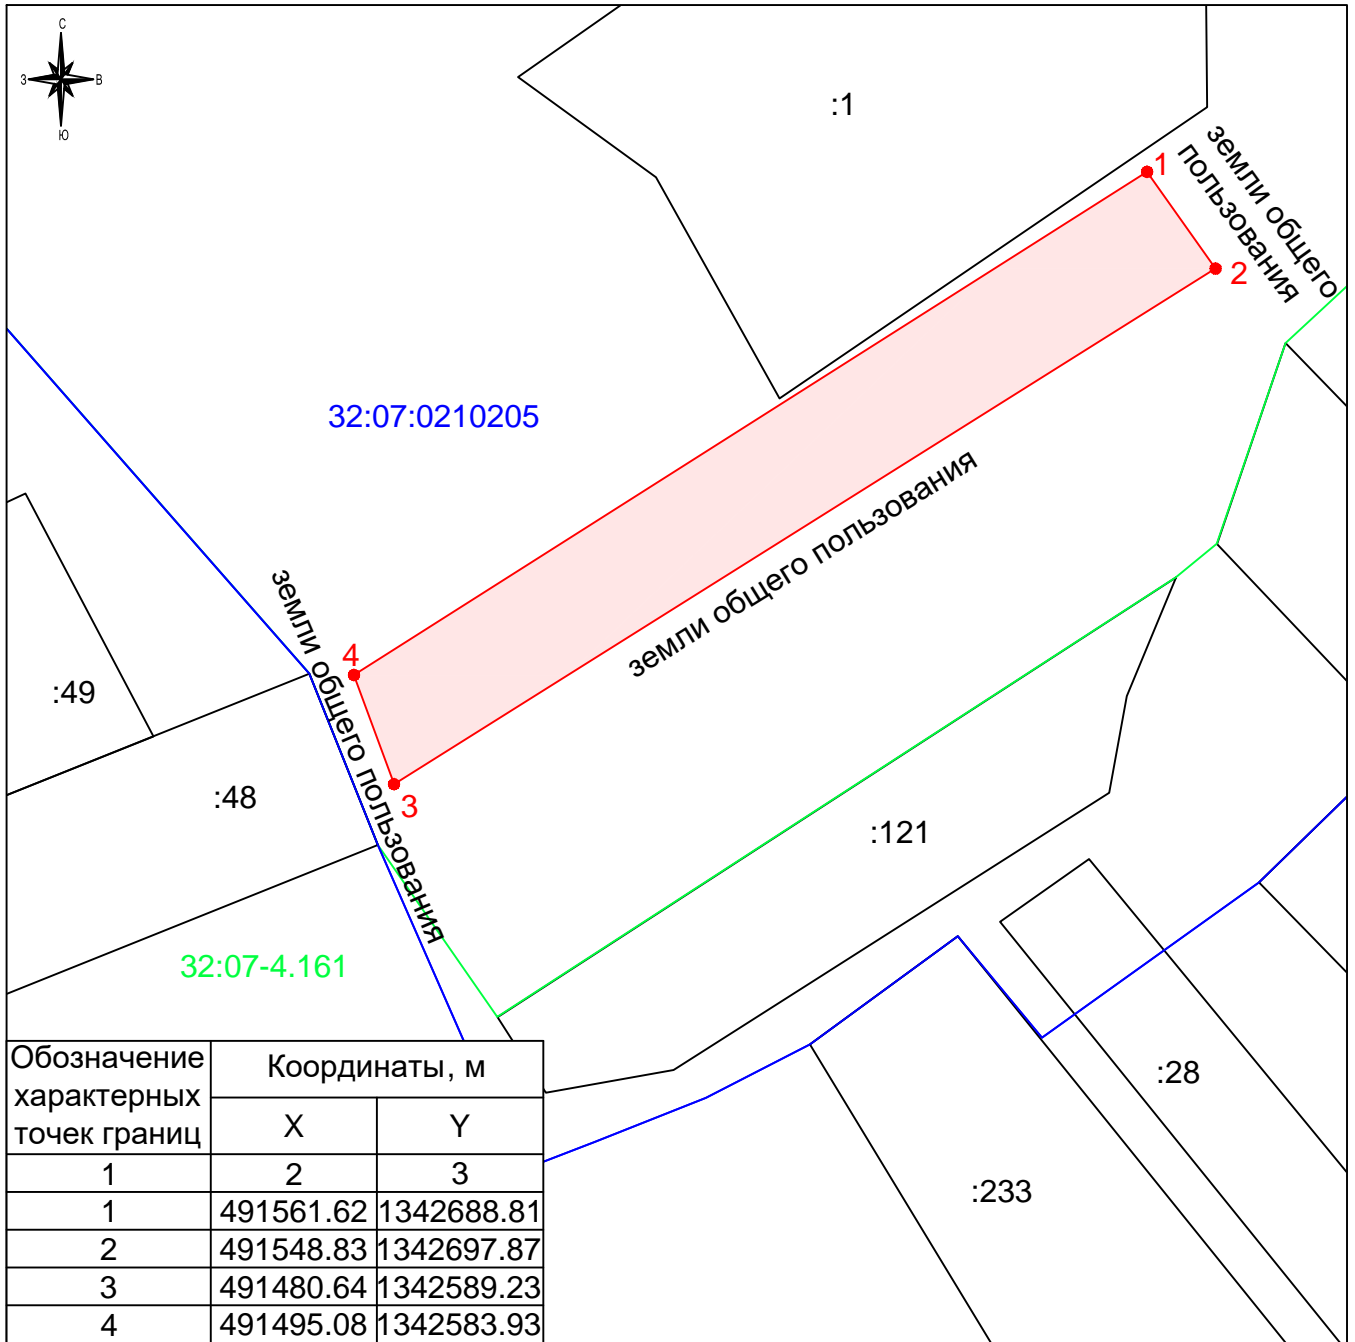 С
З
В
Ю
:1
1
земли общего
пользования
2
32:07:0210205
земли общего пользования
земли общего пользования
4
:49
3
:48
:121
32:07-4.161
:28
:233
Обозначение
характерных
точек границ
Координаты, м
X Y
1 2 3
1 491561.62 1342688.81
2 491548.83 1342697.87
3 491480.64 1342589.23
4 491495.08 1342583.93